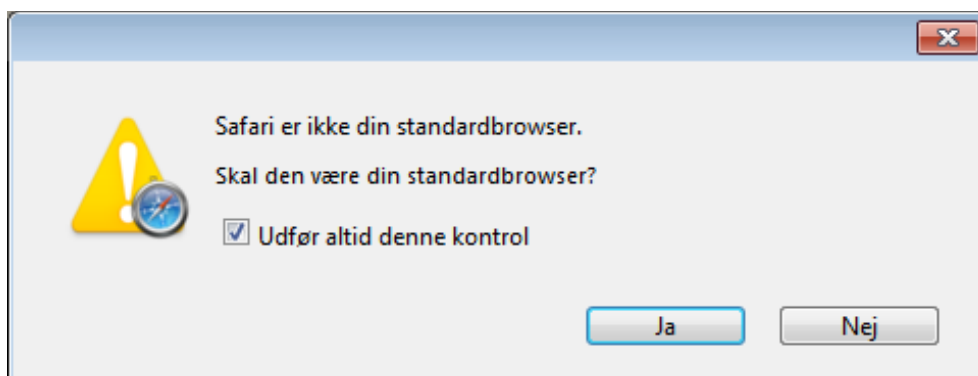 Safari er ikke din standardbrowser.
Skal den være din standardbrowser?
Udfør altid denne kontrol
Ja
Nej